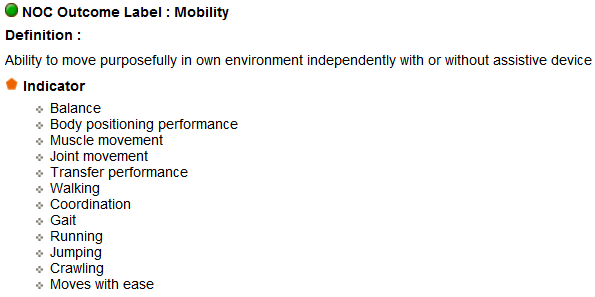 NOC Outcome Label : Mobility
Definition :
Ability to move purposefully in own environment independently with or without assistive device
Indicator
Balance
Body positioning performance
Muscle movement
Joint movement
Transfer performance
Walking
Coordination
Gait
Running
Jumping
Crawling
Moves with ease